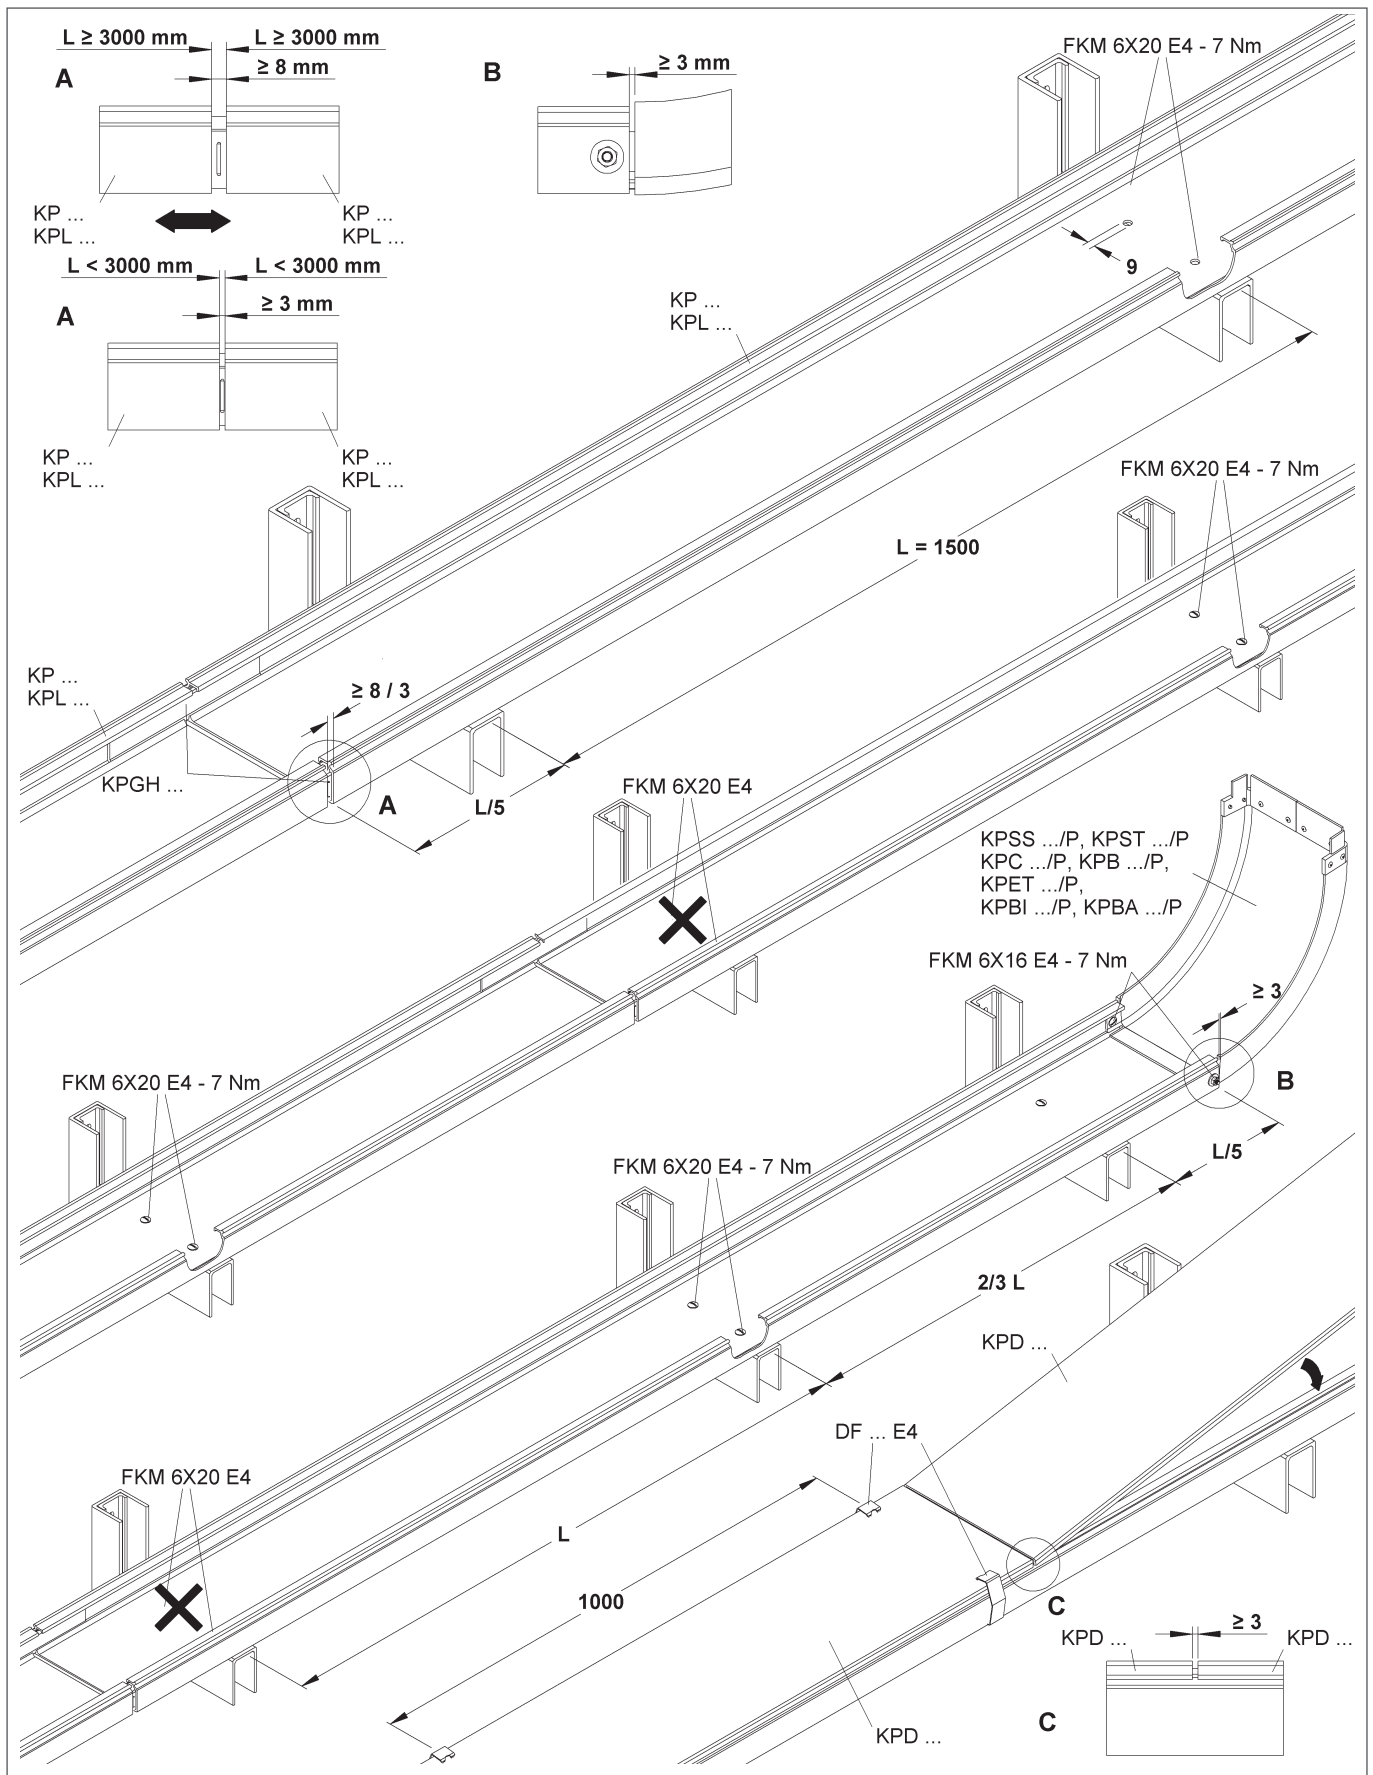 L ≥ 3000 mm
L ≥ 3000 mm
≥ 8 mm
A
KP ...
KPL ...
KP ...
KPL ...
L < 3000 mm
L < 3000 mm
≥ 3 mm
A
KP ...
KPL ...
KP ...
KPL ...
B
≥ 3 mm
FKM 6X20 E4 - 7 Nm
9
KP ...
KPL ...
FKM 6X20 E4 - 7 Nm
L = 1500
KP ...
KPL ...
≥ 8 / 3
KPGH ...
A
L/5
FKM 6X20 E4
KPSS .../P, KPST .../P
KPC .../P, KPB .../P,
KPET .../P,
KPBI .../P, KPBA .../P
FKM 6X16 E4 - 7 Nm
≥ 3
B
FKM 6X20 E4 - 7 Nm
L/5
FKM 6X20 E4 - 7 Nm
2/3 L
KPD ...
DF ... E4
FKM 6X20 E4
L
1000
C
≥ 3
KPD ...
KPD ...
C
KPD ...